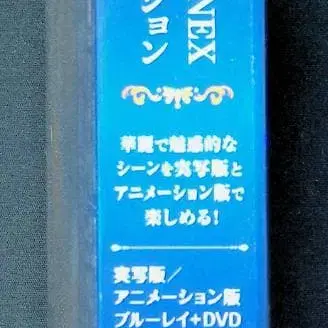 NEX
ション
華麗で魅惑的な
シーンを実写版と
アニメーション版で
楽しめる!
実写版/
アニメーション版
ブルーレイ+DVD